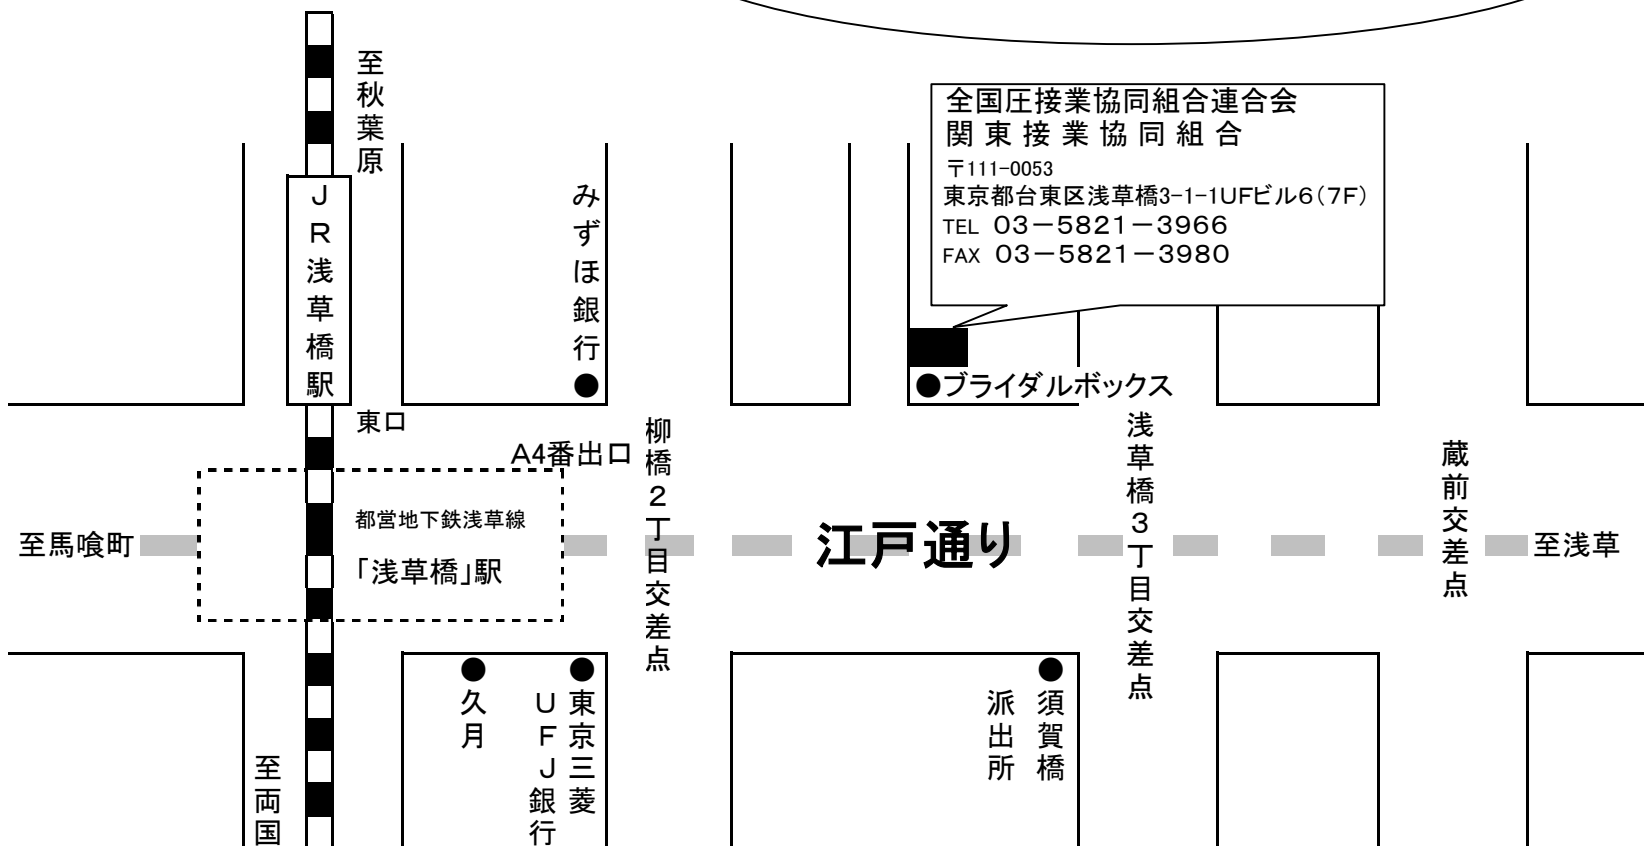 至秋葉原
全国圧接業協同組合連合会
関東接業協同組合
〒111-0053
東京都台東区浅草橋3-1-1UFビル6(7F)
TEL 03-5821-3966
FAX 03-5821-3980
JR浅草橋駅
みずほ銀行
●ブライダルボックス
東口
A4番出口
柳橋2丁目交差点
浅草橋3丁目交差点
蔵前交差点
都営地下鉄浅草線
「浅草橋」駅
至馬喰町
江戸通り
至浅草
久月
東京三菱
UFJ銀行
須賀橋
派出所
至両国